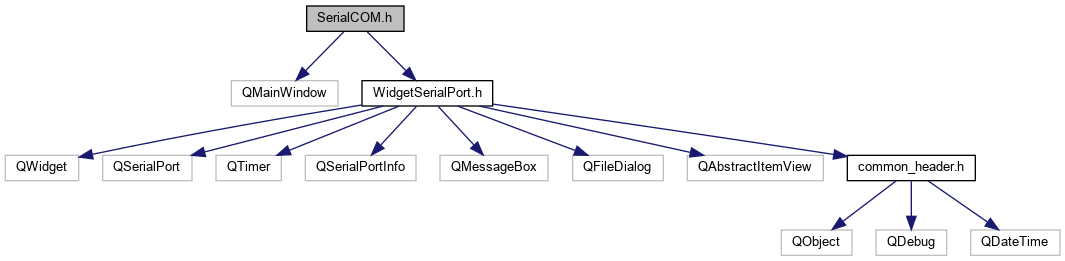 SerialCOM.h
QMainWindow
WidgetSerialPort.h
QWidget
QSerialPort
QTimer
QSerialPortInfo
QMessageBox
QFileDialog
QAbstractItemView
common_header.h
QObject
QDebug
QDateTime